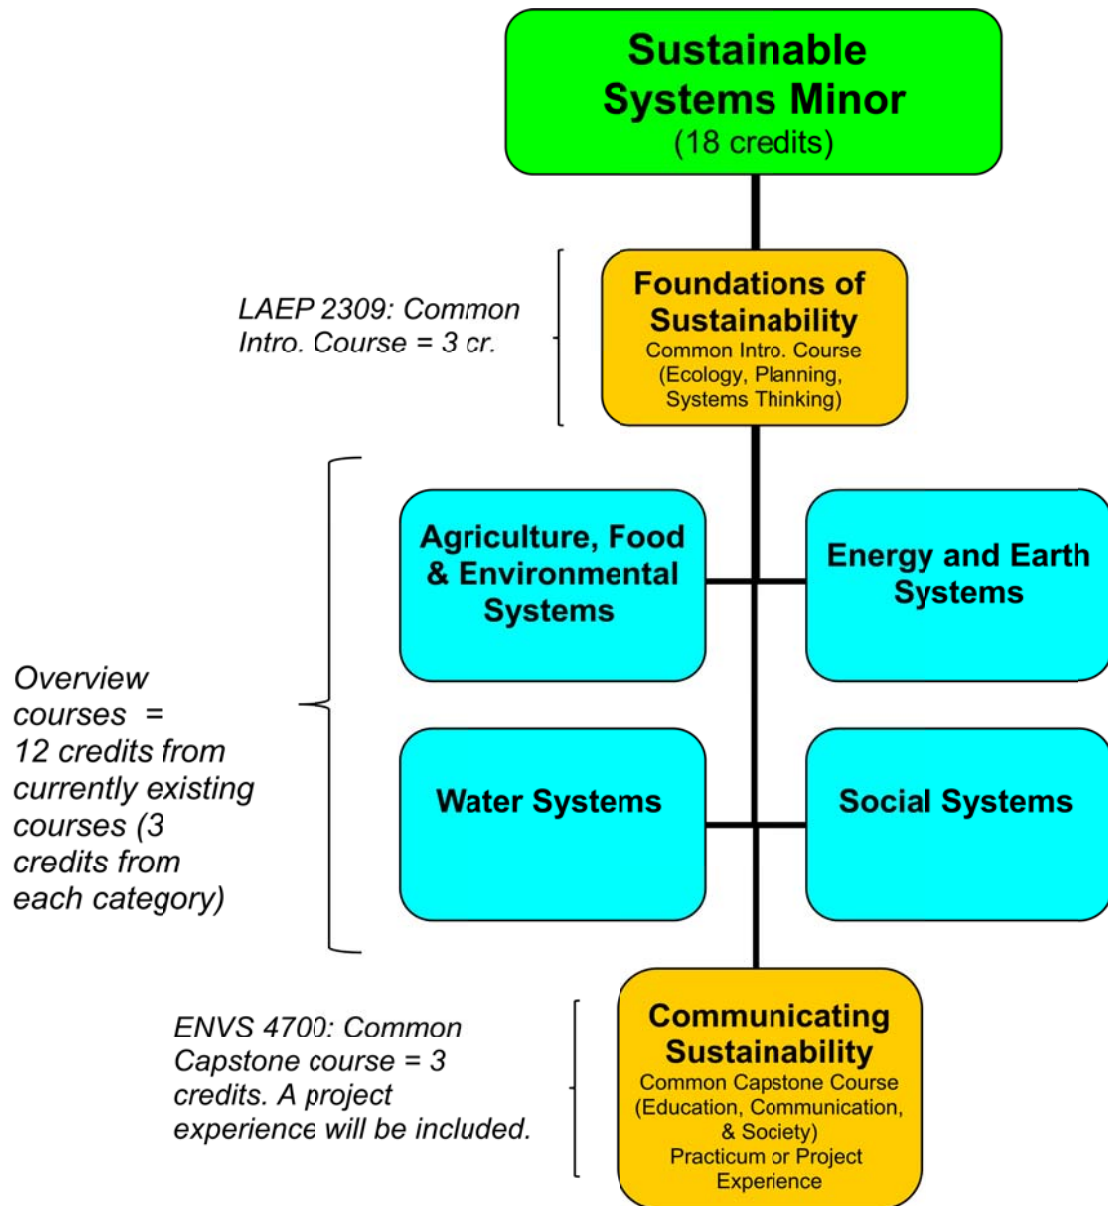 Sustainable
Systems Minor
(18 credits)
LAEP 2309: Common
Intro. Course = 3 cr.
Foundations of
Sustainability
Common Intro. Course
(Ecology, Planning,
Systems Thinking)
Overview
courses =
12 credits from
currently existing
courses (3
credits from
each category)
Agriculture, Food
& Environmental
Systems
Energy and Earth
Systems
Water Systems
Social Systems
ENVS 4700: Common
Capstone course = 3
credits. A project
experience will be included.
Communicating
Sustainability
Common Capstone Course
(Education, Communication,
& Society)
Practicum or Project
Experience